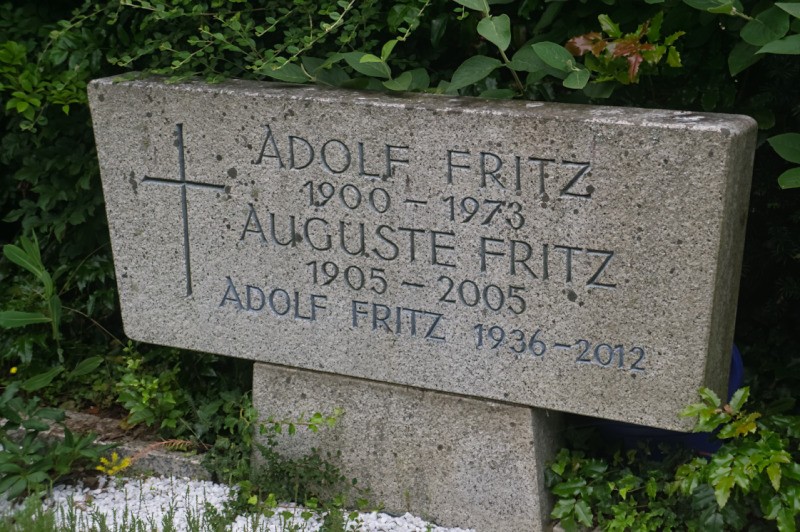 ADOLF FRITZ
1900 – 1973
AUGUSTE FRITZ
1905 – 2005
ADOLF FRITZ 1936 – 2012